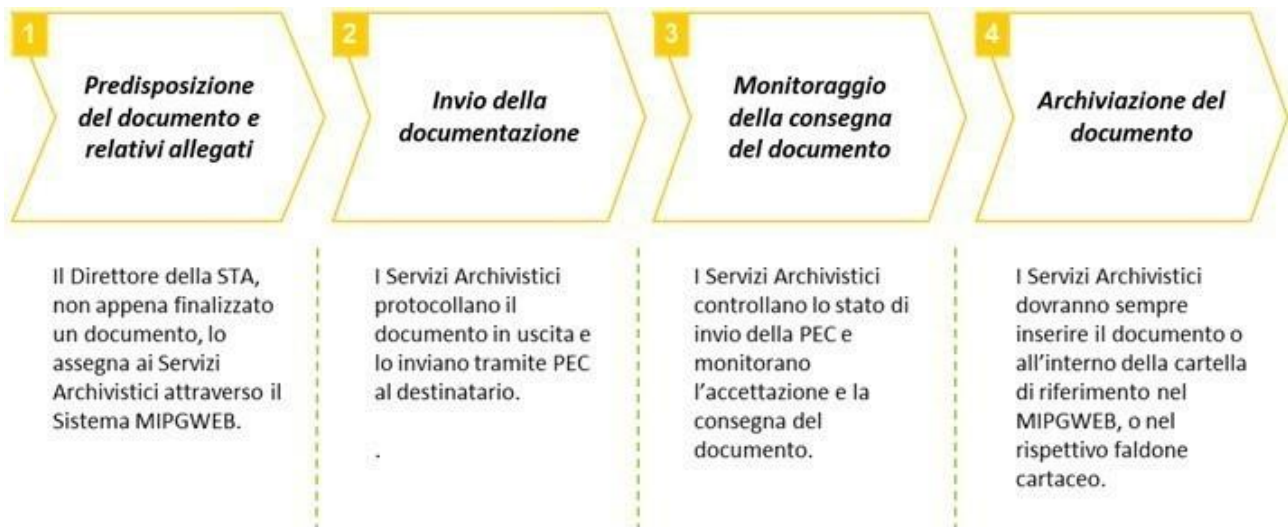 1
Predisposizione
del documento e
relativi allegati
2
Invio della
documentazione
3
Monitoraggio
della consegna
del documento
4
Archiviazione del
documento
Il Direttore della STA,
non appena finalizzato
un documento, lo
assegna ai Servizi
Archivistici attraverso il
Sistema MIPGWEB.
I Servizi Archivistici
protocollano il
documento in uscita e
lo inviano tramite PEC
al destinatario.
.
I Servizi Archivistici
controllano lo stato di
invio della PEC e
monitorano
l'accettazione e la
consegna del
documento.
I Servizi Archivistici
dovranno sempre
inserire il documento o
all'interno della cartella
di riferimento nel
MIPGWEB, o nel
rispettivo faldone
cartaceo.